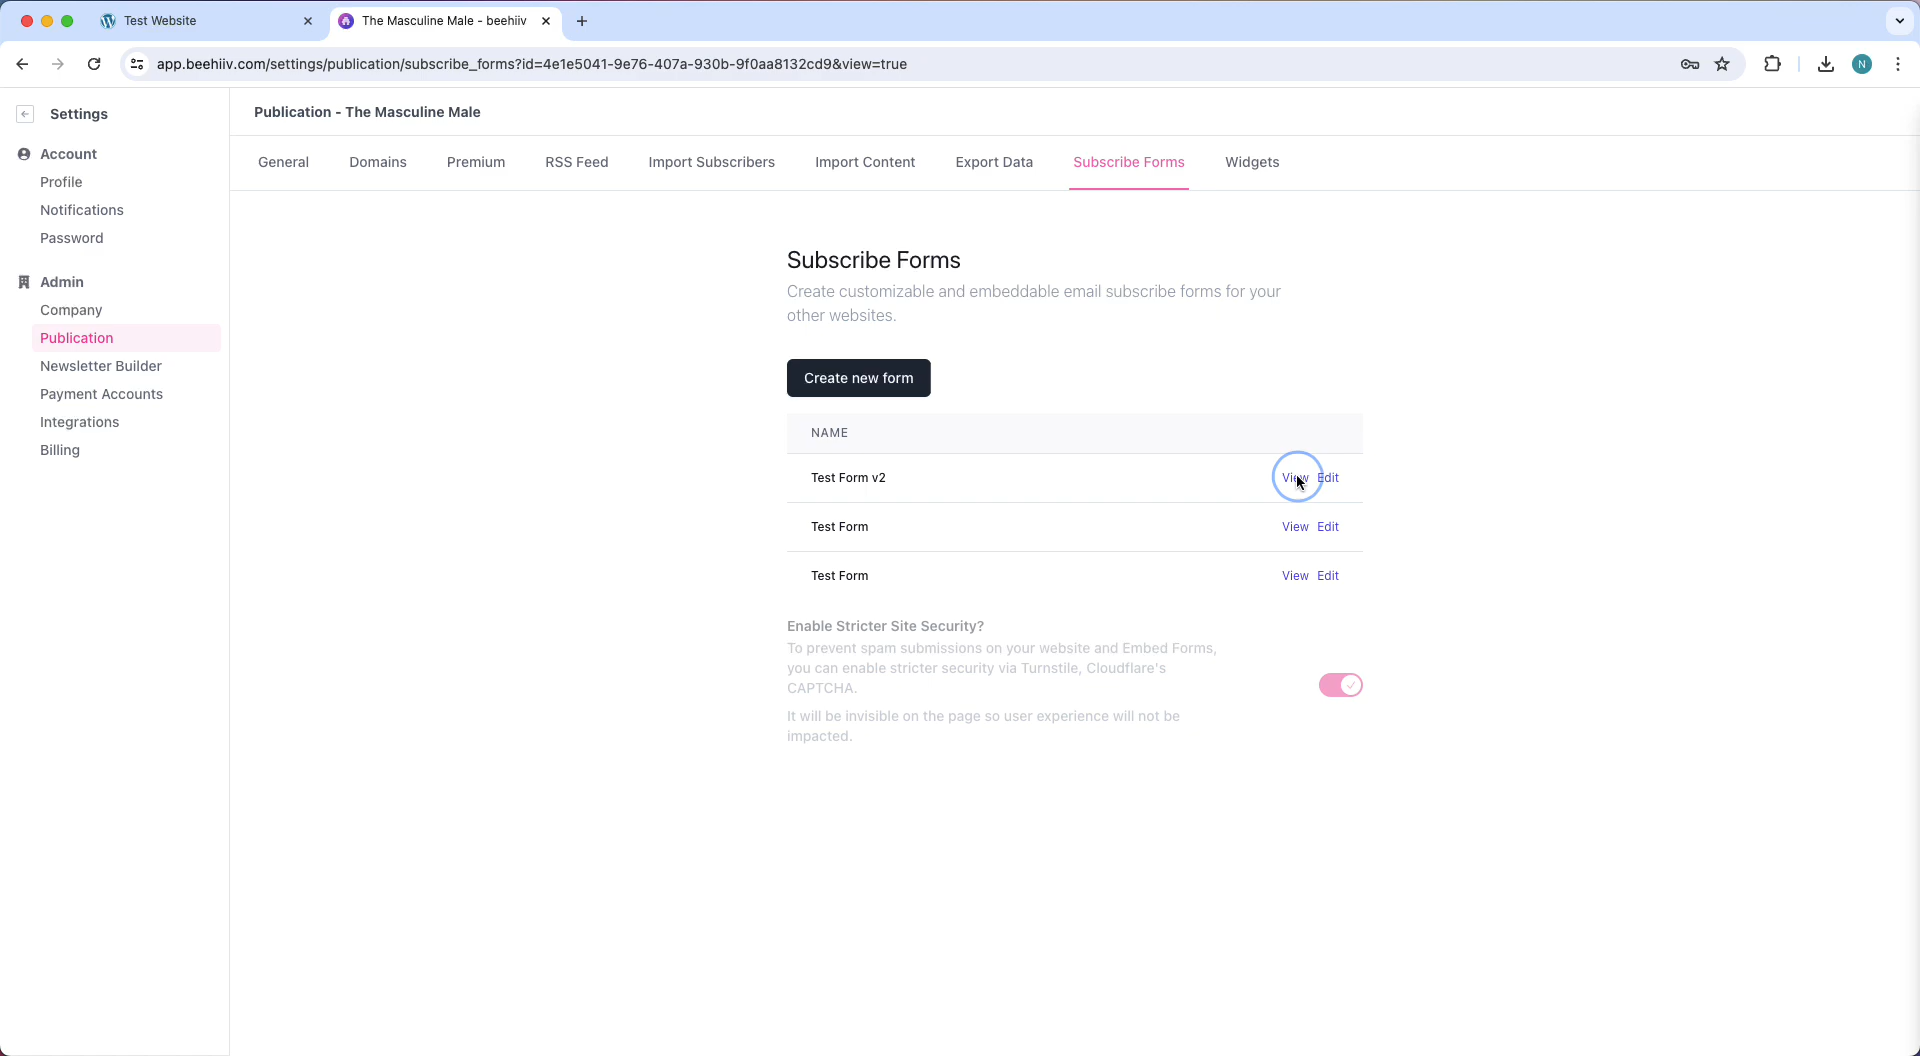 Test Website
The Masculine Male - beehiiv
app.beehiiv.com/settings/publication/subscribe_forms?id=4e1e5041-9e76-407a-930b-9f0aa8132cd9&view=true
N
Settings
Publication - The Masculine Male
Account
Profile
Notifications
Password
Admin
Company
Publication
Newsletter Builder
Payment Accounts
Integrations
Billing
General Domains Premium RSS Feed Import Subscribers Import Content Export Data Subscribe Forms Widgets
Subscribe Forms
Create customizable and embeddable email subscribe forms for your
other websites.
Create new form
NAME
Test Form v2 View Edit
Test Form View Edit
Test Form View Edit
Enable Stricter Site Security?
To prevent spam submissions on your website and Embed Forms,
you can enable stricter security via Turnstile, Cloudflare's
CAPTCHA.
It will be invisible on the page so user experience will not be
impacted.